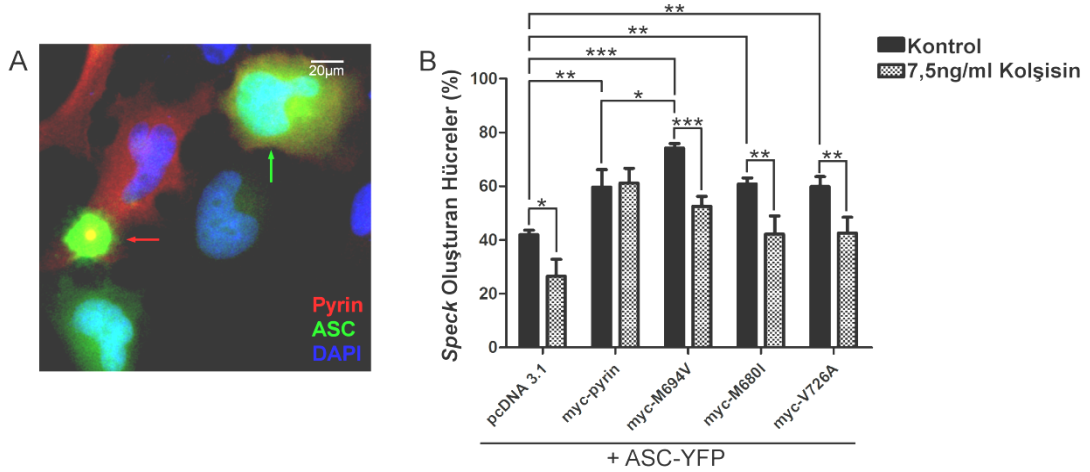 A
20µm
Pyrin
ASC
DAPI
B
Kontrol
7,5ng/ml Kolşisin
Speck Oluşturan Hücreler (%)
100
80
60
40
20
0
**
**
***
**
*
*
***
**
**
pcDNA 3.1
myc-pyrin
myc-M694V
myc-M680I
myc-V726A
+ ASC-YFP